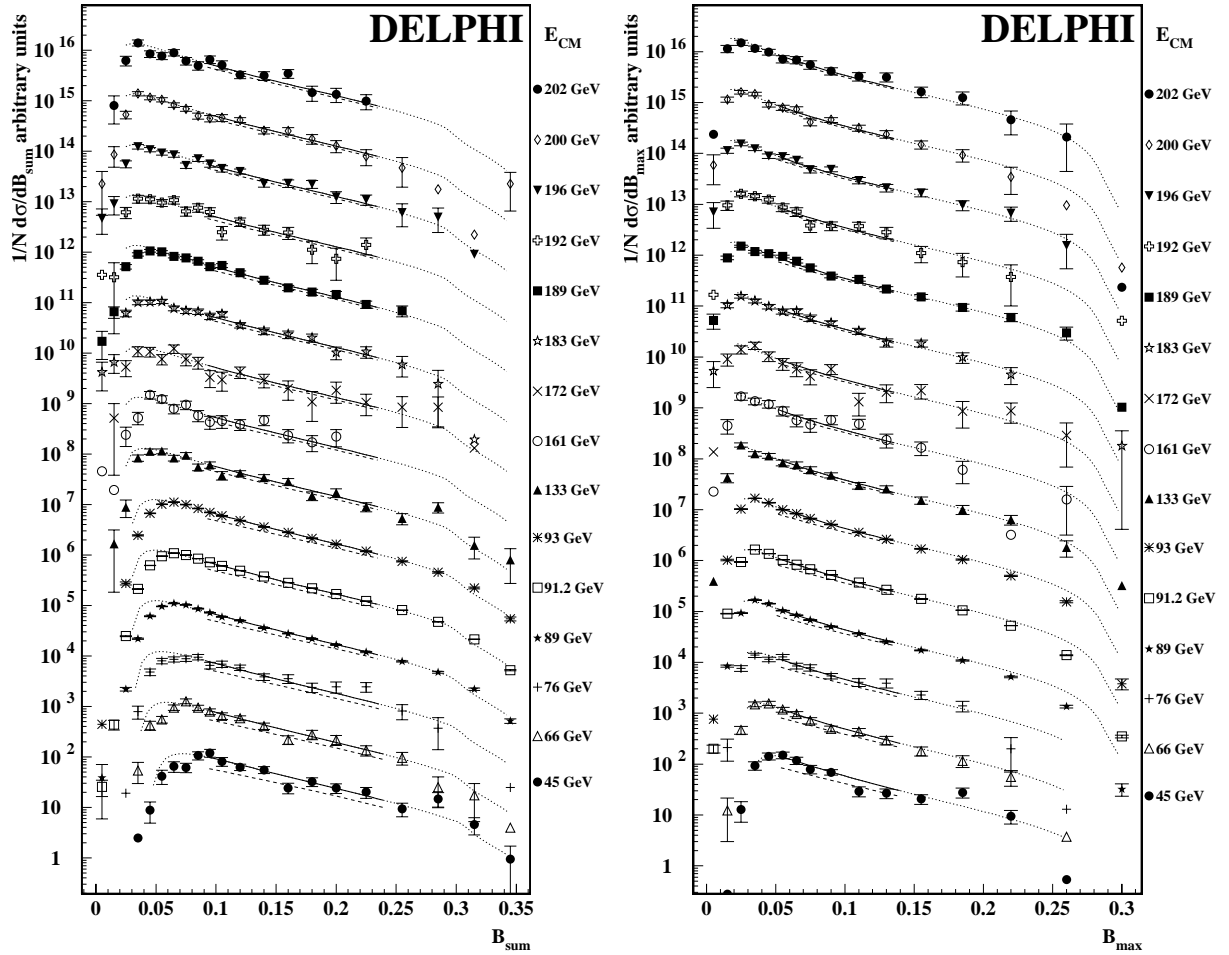 DELPHI
E_CM
1/N dσ/dB_sum arbitrary units
10^16
10^15
10^14
10^13
10^12
10^11
10^10
10^9
10^8
10^7
10^6
10^5
10^4
10^3
10^2
10
1
202 GeV
200 GeV
196 GeV
192 GeV
189 GeV
183 GeV
172 GeV
161 GeV
133 GeV
93 GeV
91.2 GeV
89 GeV
76 GeV
66 GeV
45 GeV
0 0.05 0.1 0.15 0.2 0.25 0.3 0.35
B_sum
DELPHI
E_CM
1/N dσ/dB_max arbitrary units
10^16
10^15
10^14
10^13
10^12
10^11
10^10
10^9
10^8
10^7
10^6
10^5
10^4
10^3
10^2
10
1
202 GeV
200 GeV
196 GeV
192 GeV
189 GeV
183 GeV
172 GeV
161 GeV
133 GeV
93 GeV
91.2 GeV
89 GeV
76 GeV
66 GeV
45 GeV
0 0.05 0.1 0.15 0.2 0.25 0.3
B_max